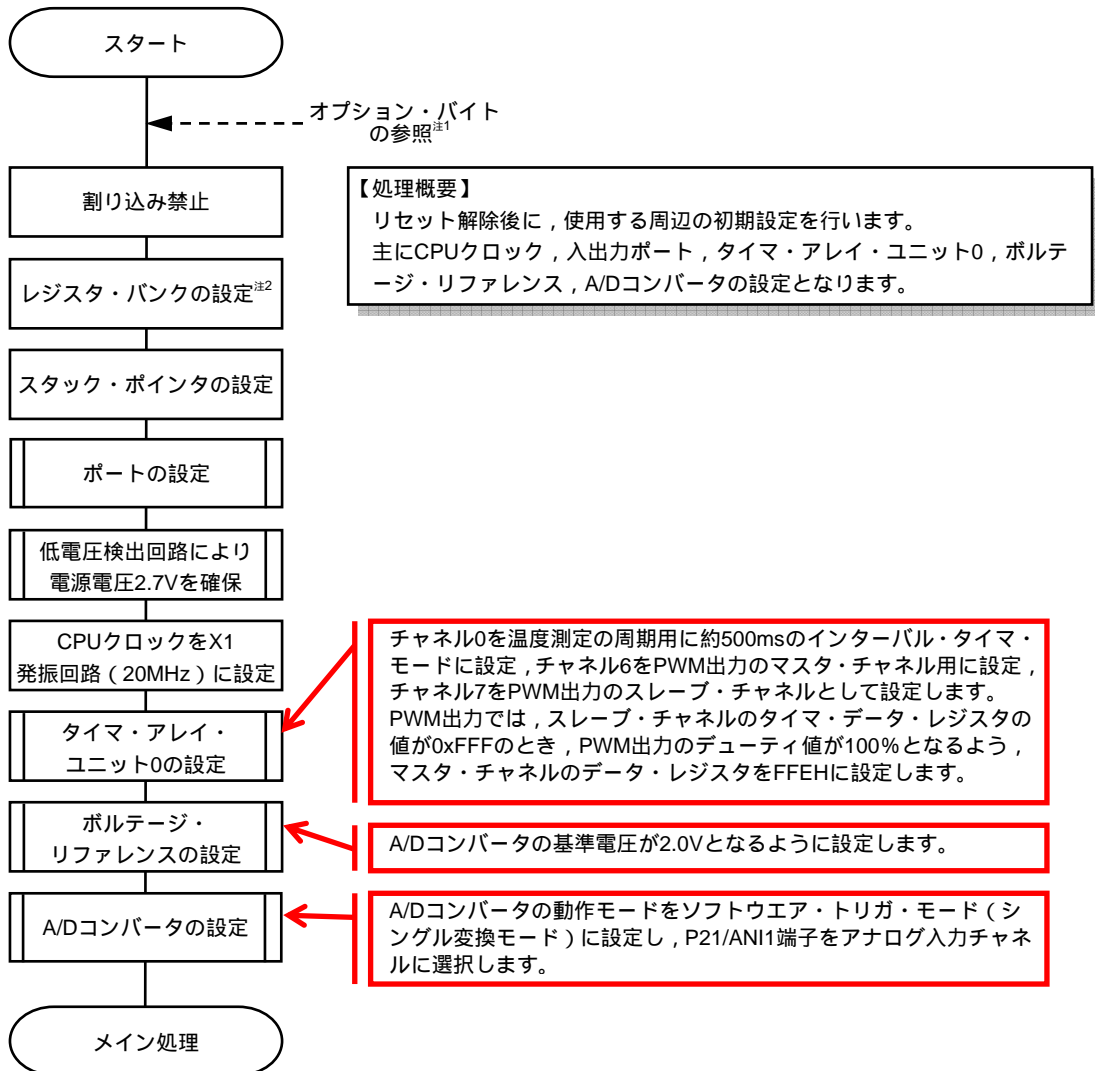 スタート
オプション・バイト
の参照注1
割り込み禁止
【処理概要】
リセット解除後に，使用する周辺の初期設定を行います。
主にCPUクロック，入出力ポート，タイマ・アレイ・ユニット0，ボルテ
ージ・リファレンス，A/Dコンバータの設定となります。
レジスタ・バンクの設定注2
スタック・ポインタの設定
ポートの設定
低電圧検出回路により
電源電圧2.7Vを確保
CPUクロックをX1
発振回路（20MHz）に設定
チャネル0を温度測定の周期用に約500msのインターバル・タイマ・
モードに設定，チャネル6をPWM出力のマスタ・チャネル用に設定，
チャネル7をPWM出力のスレーブ・チャネルとして設定します。
PWM出力では，スレーブ・チャネルのタイマ・データ・レジスタの
値が0xFFFのとき，PWM出力のデューティ値が100％となるよう，
マスタ・チャネルのデータ・レジスタをFFEHに設定します。
タイマ・アレイ・
ユニット0の設定
ボルテージ・
リファレンスの設定
A/Dコンバータの基準電圧が2.0Vとなるように設定します。
A/Dコンバータの設定
A/Dコンバータの動作モードをソフトウエア・トリガ・モード（シ
ングル変換モード）に設定し，P21/ANI1端子をアナログ入力チャネ
ルに選択します。
メイン処理